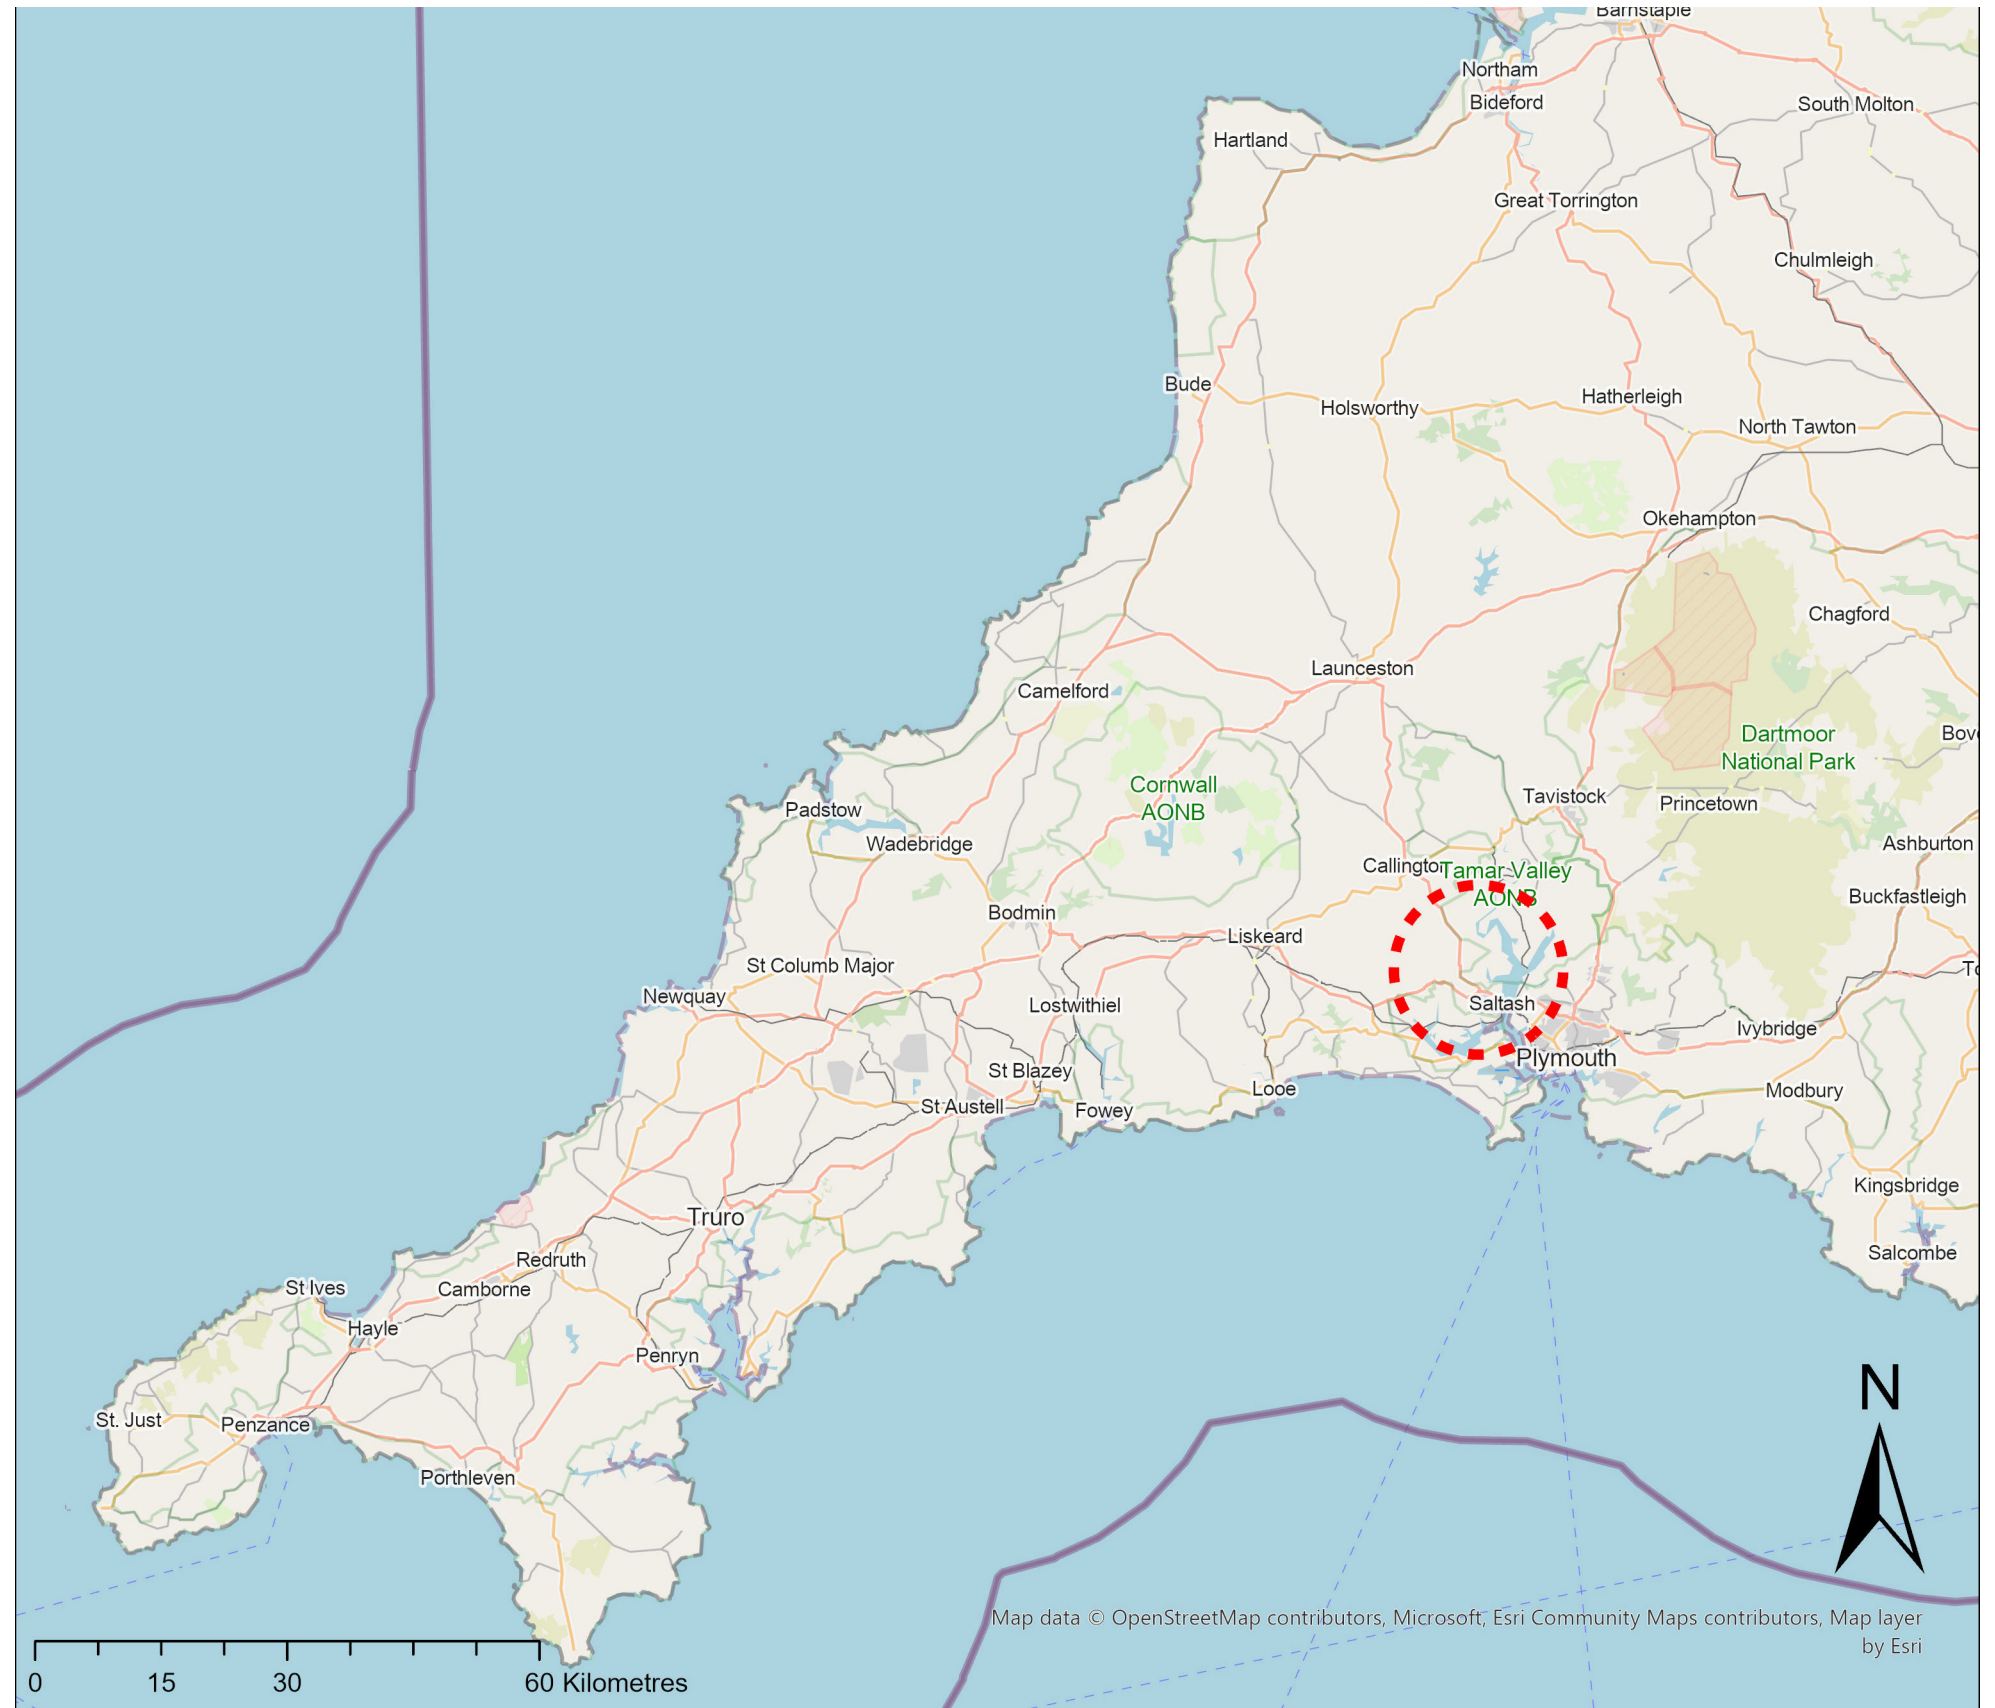 Barnstaple
Northam
Bideford
South Molton
Hartland
Great Torrington
Chulmleigh
Bude
Holsworthy
Hatherleigh
North Tawton
Okehampton
Chagford
Launceston
Camelford
Dartmoor
National Park
Bov
Cornwall
AONB
Tavistock
Princetown
Padstow
Wadebridge
Ashburton
Callington
Tamar Valley
AONB
Buckfastleigh
Bodmin
Liskeard
St Columb Major
To
Newquay
Lostwithiel
Saltash
Ivybridge
Plymouth
St Blazey
Looe
Modbury
St Austell
Fowey
Kingsbridge
Truro
Salcombe
Redruth
St Ives
Camborne
Hayle
Penryn
N
St. Just
Penzance
Porthleven
Map data © OpenStreetMap contributors, Microsoft, Esri Community Maps contributors, Map layer
by Esri
0 15 30 60 Kilometres